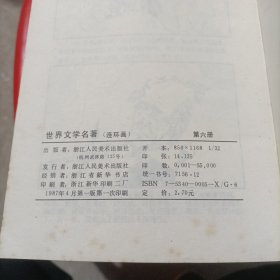 世界文学名著(连环画) 第六册
出版者:浙江人民美术出版社
(杭州武林路125号)
发行者:浙江人民美术出版社
经销者:浙江省新华书店
印刷者:浙江新华印刷二厂
1987年4月第一版第一次印刷
开 本:850×1168 1/32
印 张:14.125
印 数:0,001—55,000
统一书号:7156·12
ISBN 7—5340—0005—X/G·6
定 价:2.70元